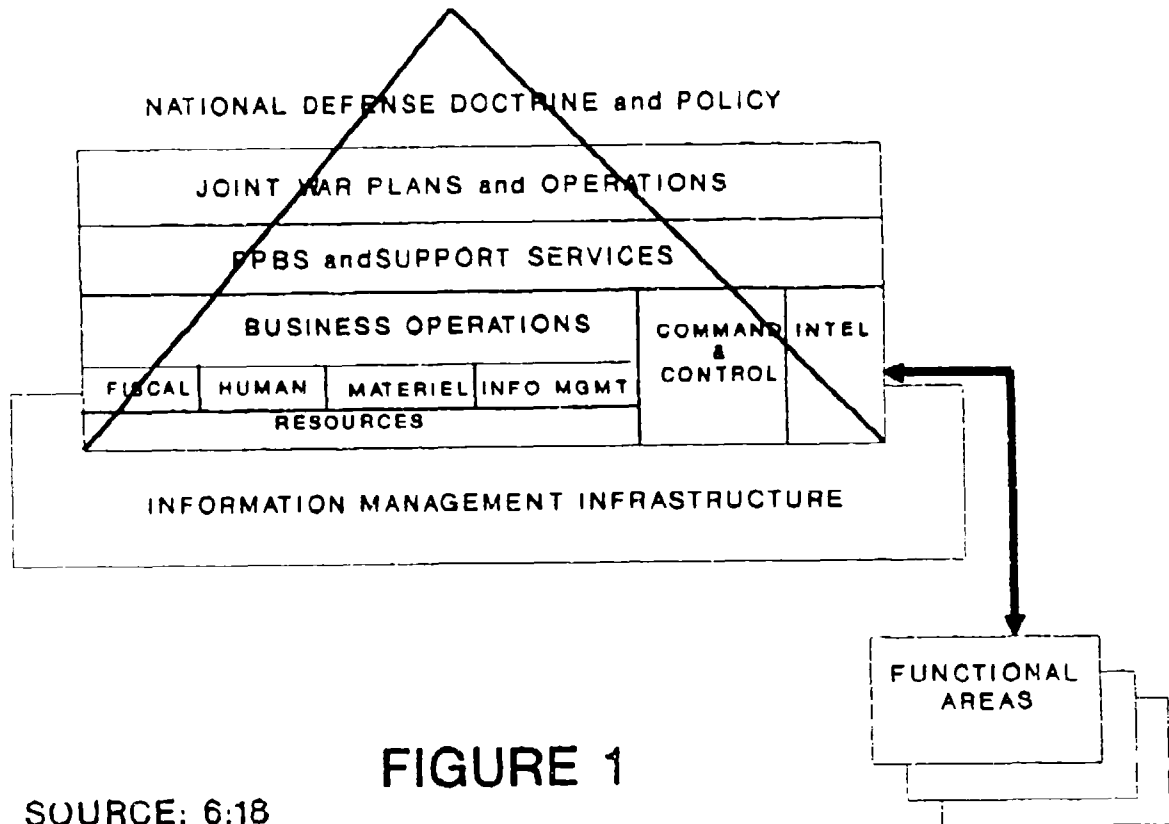 NATIONAL DEFENSE DOCTRINE and POLICY
JOINT WAR PLANS and OPERATIONS
PPBS andSUPPORT SERVICES
BUSINESS OPERATIONS
COMMAND
&
CONTROL
INTEL
FISCAL HUMAN MATERIEL INFO MGMT
RESOURCES
INFORMATION MANAGEMENT INFRASTRUCTURE
FUNCTIONAL
AREAS
FIGURE 1
SOURCE: 6:18